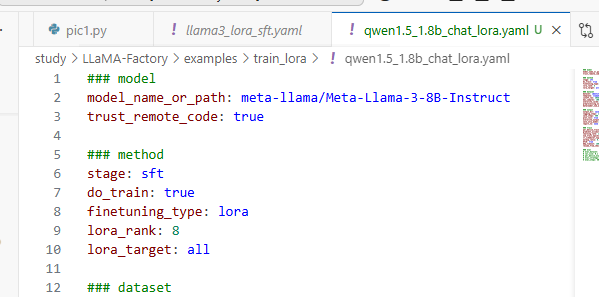 pic1.py
! llama3_lora_sft.yaml
! qwen1.5_1.8b_chat_lora.yaml U
study > LLaMA-Factory > examples > train_lora > ! qwen1.5_1.8b_chat_lora.yaml
1 ### model
2 model_name_or_path: meta-llama/Meta-Llama-3-8B-Instruct
3 trust_remote_code: true
4
5 ### method
6 stage: sft
7 do_train: true
8 finetuning_type: lora
9 lora_rank: 8
10 lora_target: all
11
12 ### dataset